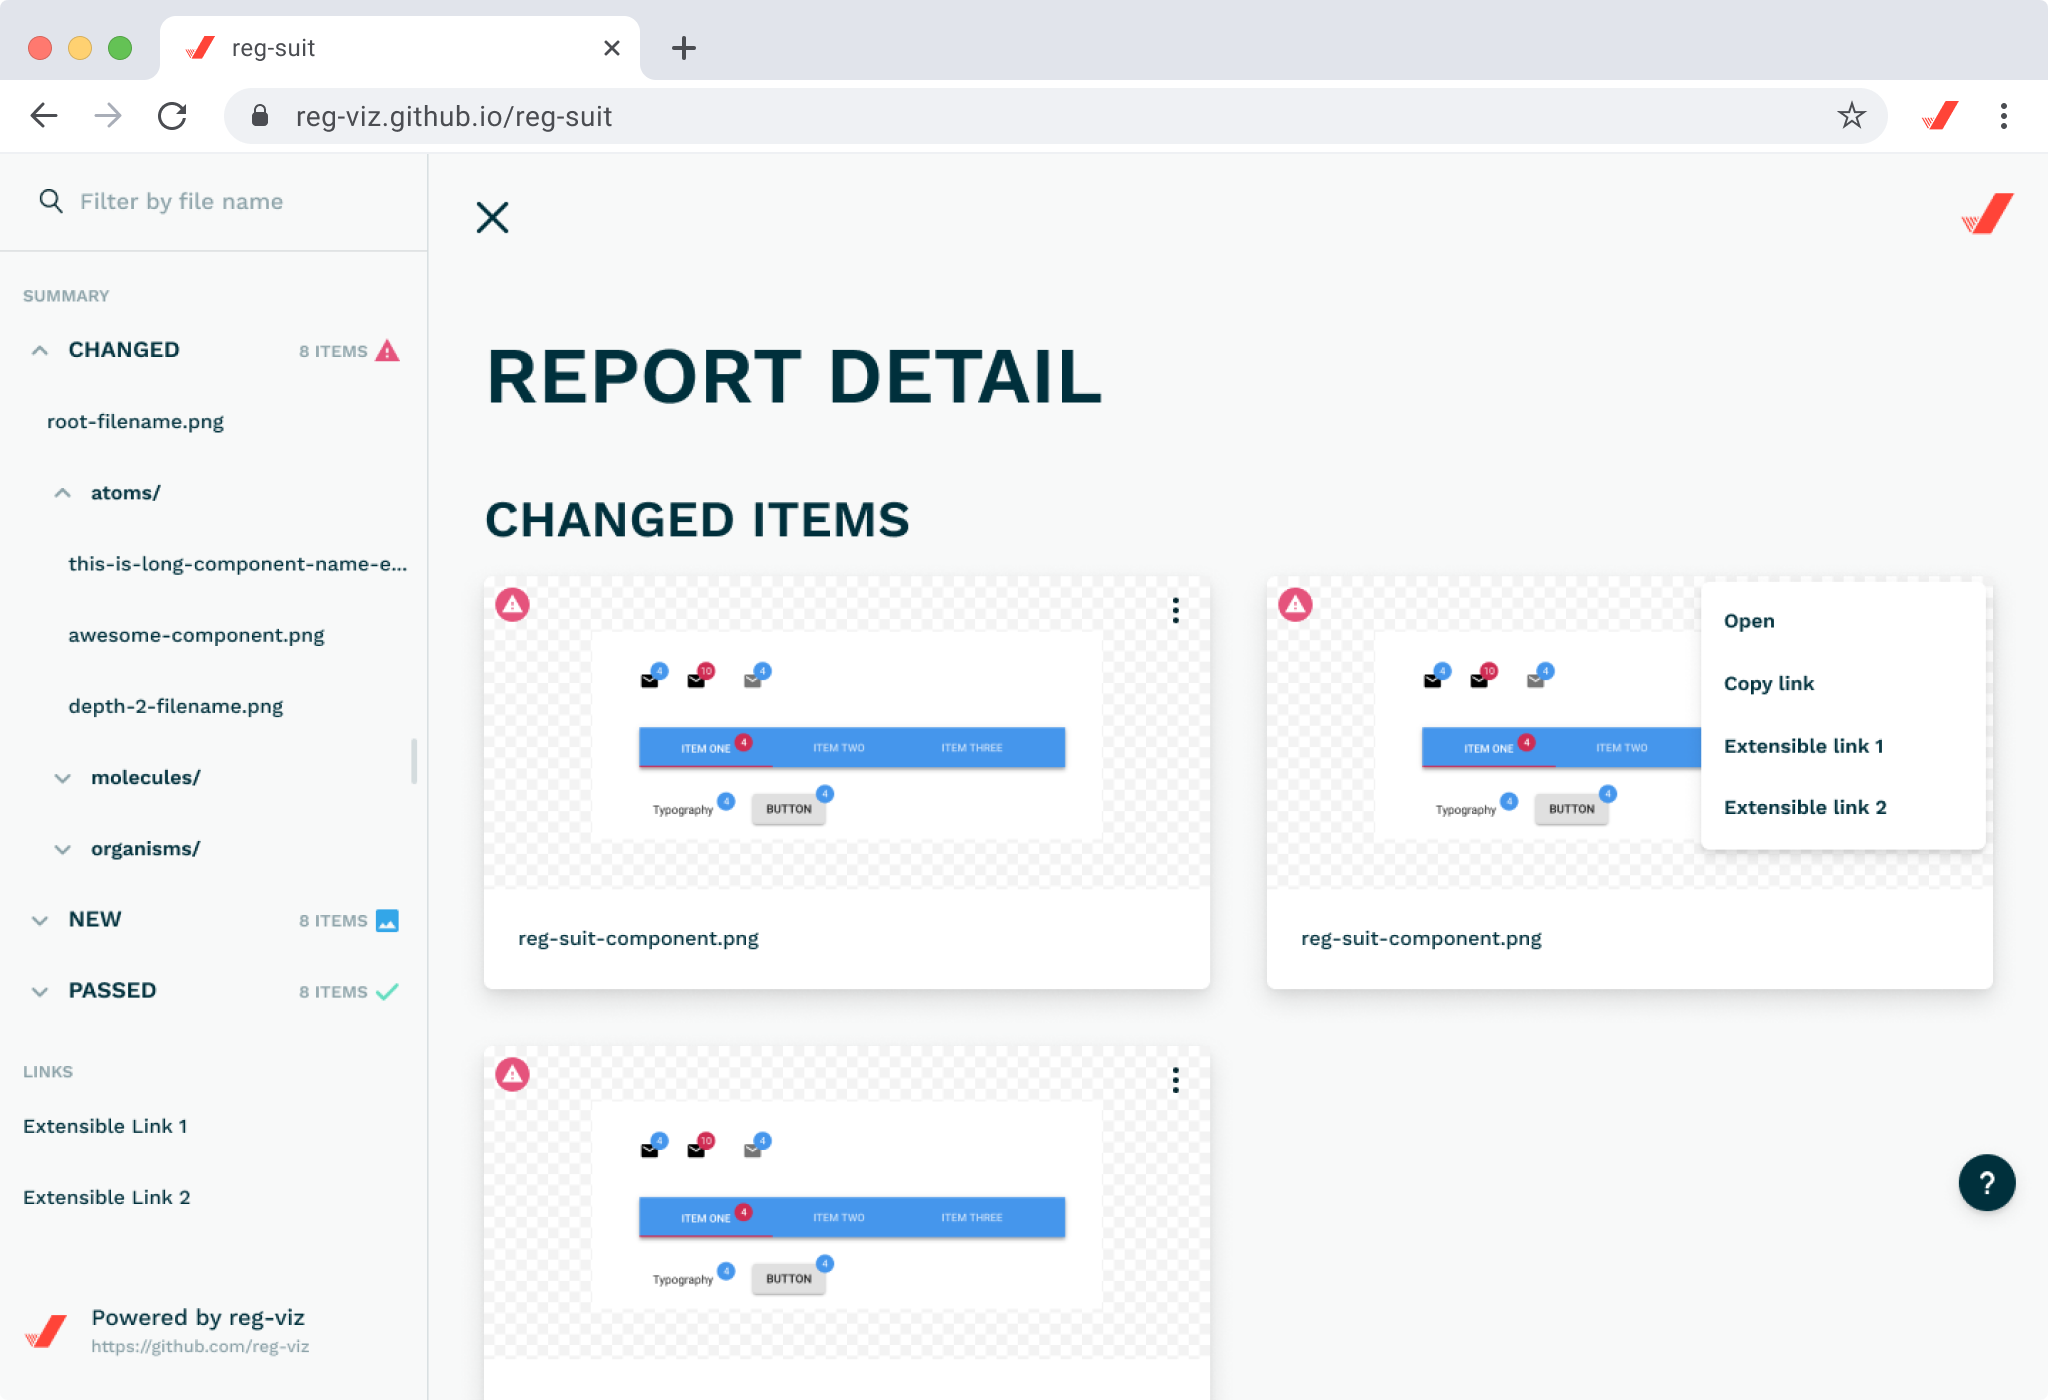 reg-suit
reg-viz.github.io/reg-suit
Filter by file name
SUMMARY
CHANGED 8 ITEMS
root-filename.png
atoms/
this-is-long-component-name-e...
awesome-component.png
depth-2-filename.png
molecules/
organisms/
NEW 8 ITEMS
PASSED 8 ITEMS
LINKS
Extensible Link 1
Extensible Link 2
Powered by reg-viz
https://github.com/reg-viz
REPORT DETAIL
CHANGED ITEMS
4 10 4
ITEM ONE 4 ITEM TWO ITEM THREE
Typography 4 BUTTON 4
reg-suit-component.png
4 10 4
ITEM ONE 4 ITEM TWO
Typography 4 BUTTON 4
Open
Copy link
Extensible link 1
Extensible link 2
reg-suit-component.png
4 10 4
ITEM ONE 4 ITEM TWO ITEM THREE
Typography 4 BUTTON 4
?